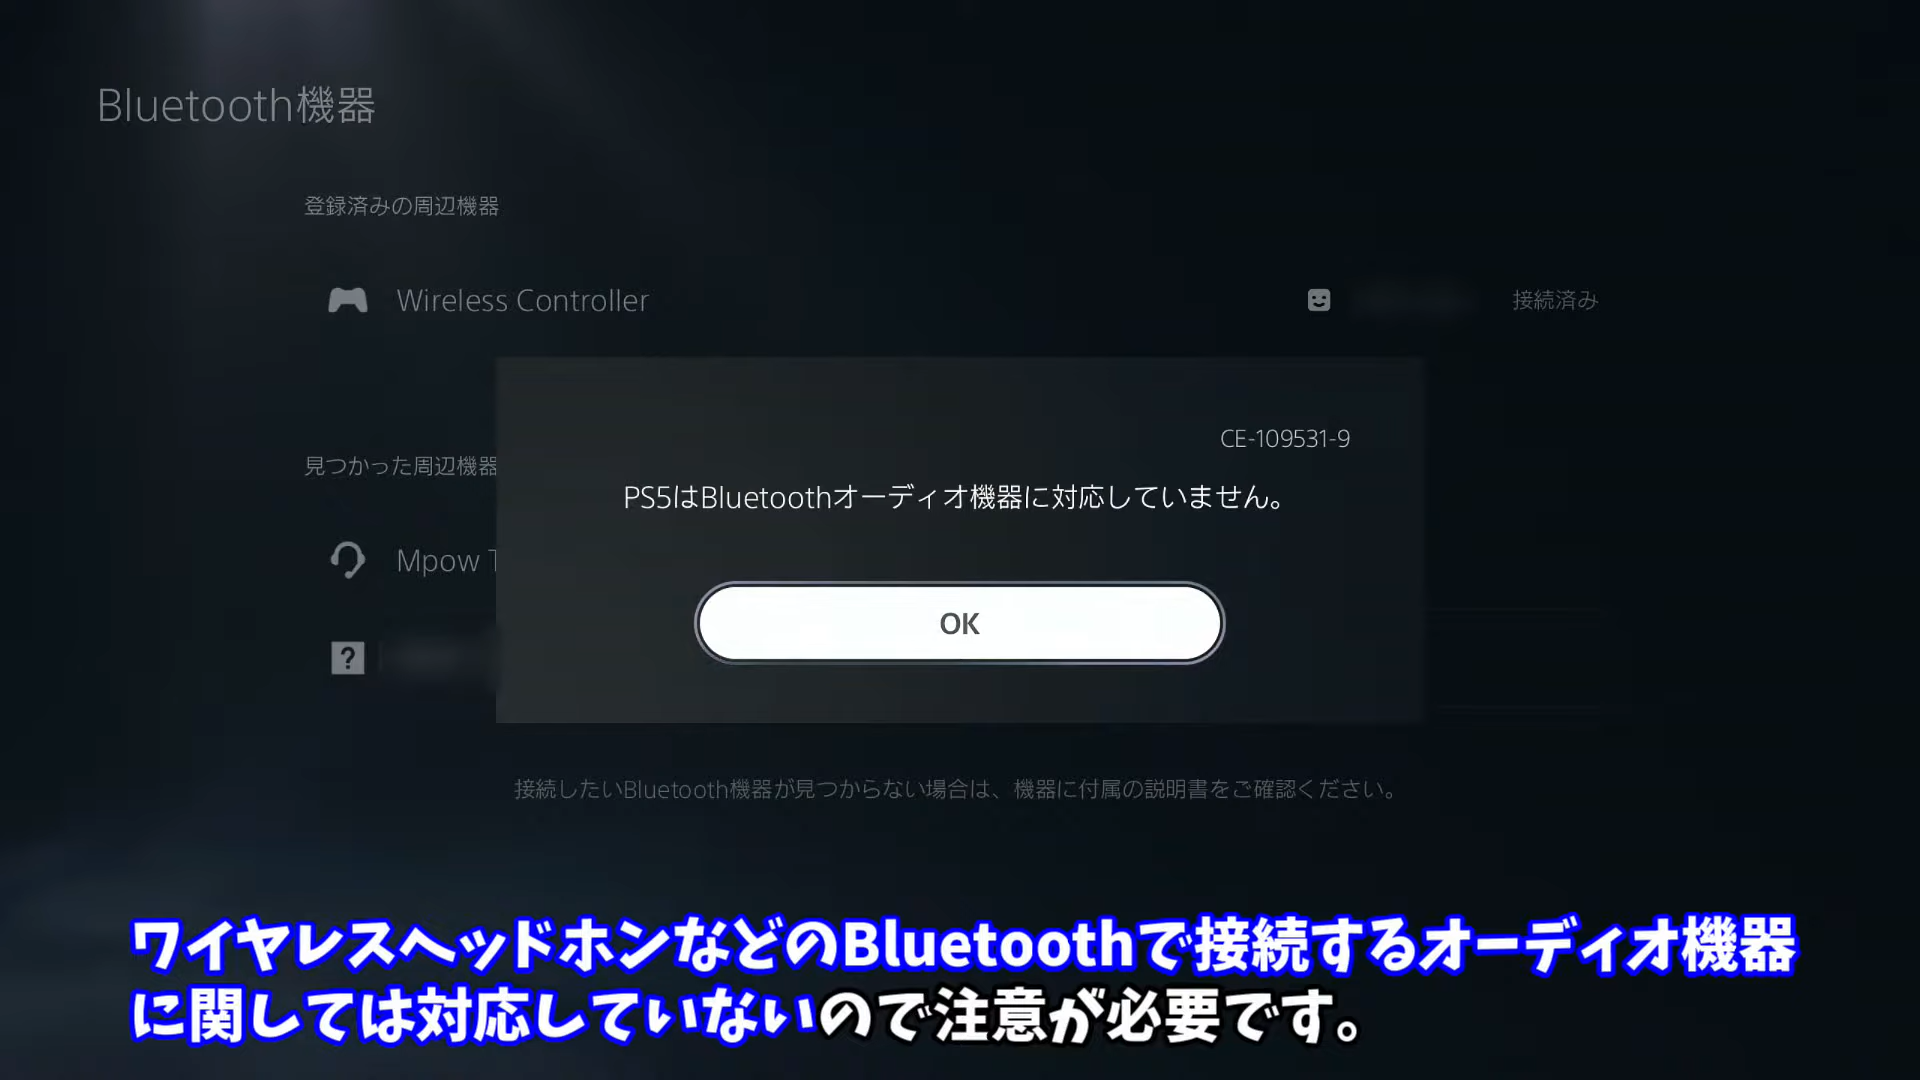 Bluetooth機器
登録済みの周辺機器
Wireless Controller
接続済み
CE-109531-9
見つかった周辺機器
PS5はBluetoothオーディオ機器に対応していません。
Mpow
OK
接続したいBluetooth機器が見つからない場合は、機器に付属の説明書をご確認ください。
ワイヤレスヘッドホンなどのBluetoothで接続するオーディオ機器
に関しては対応していないので注意が必要です。